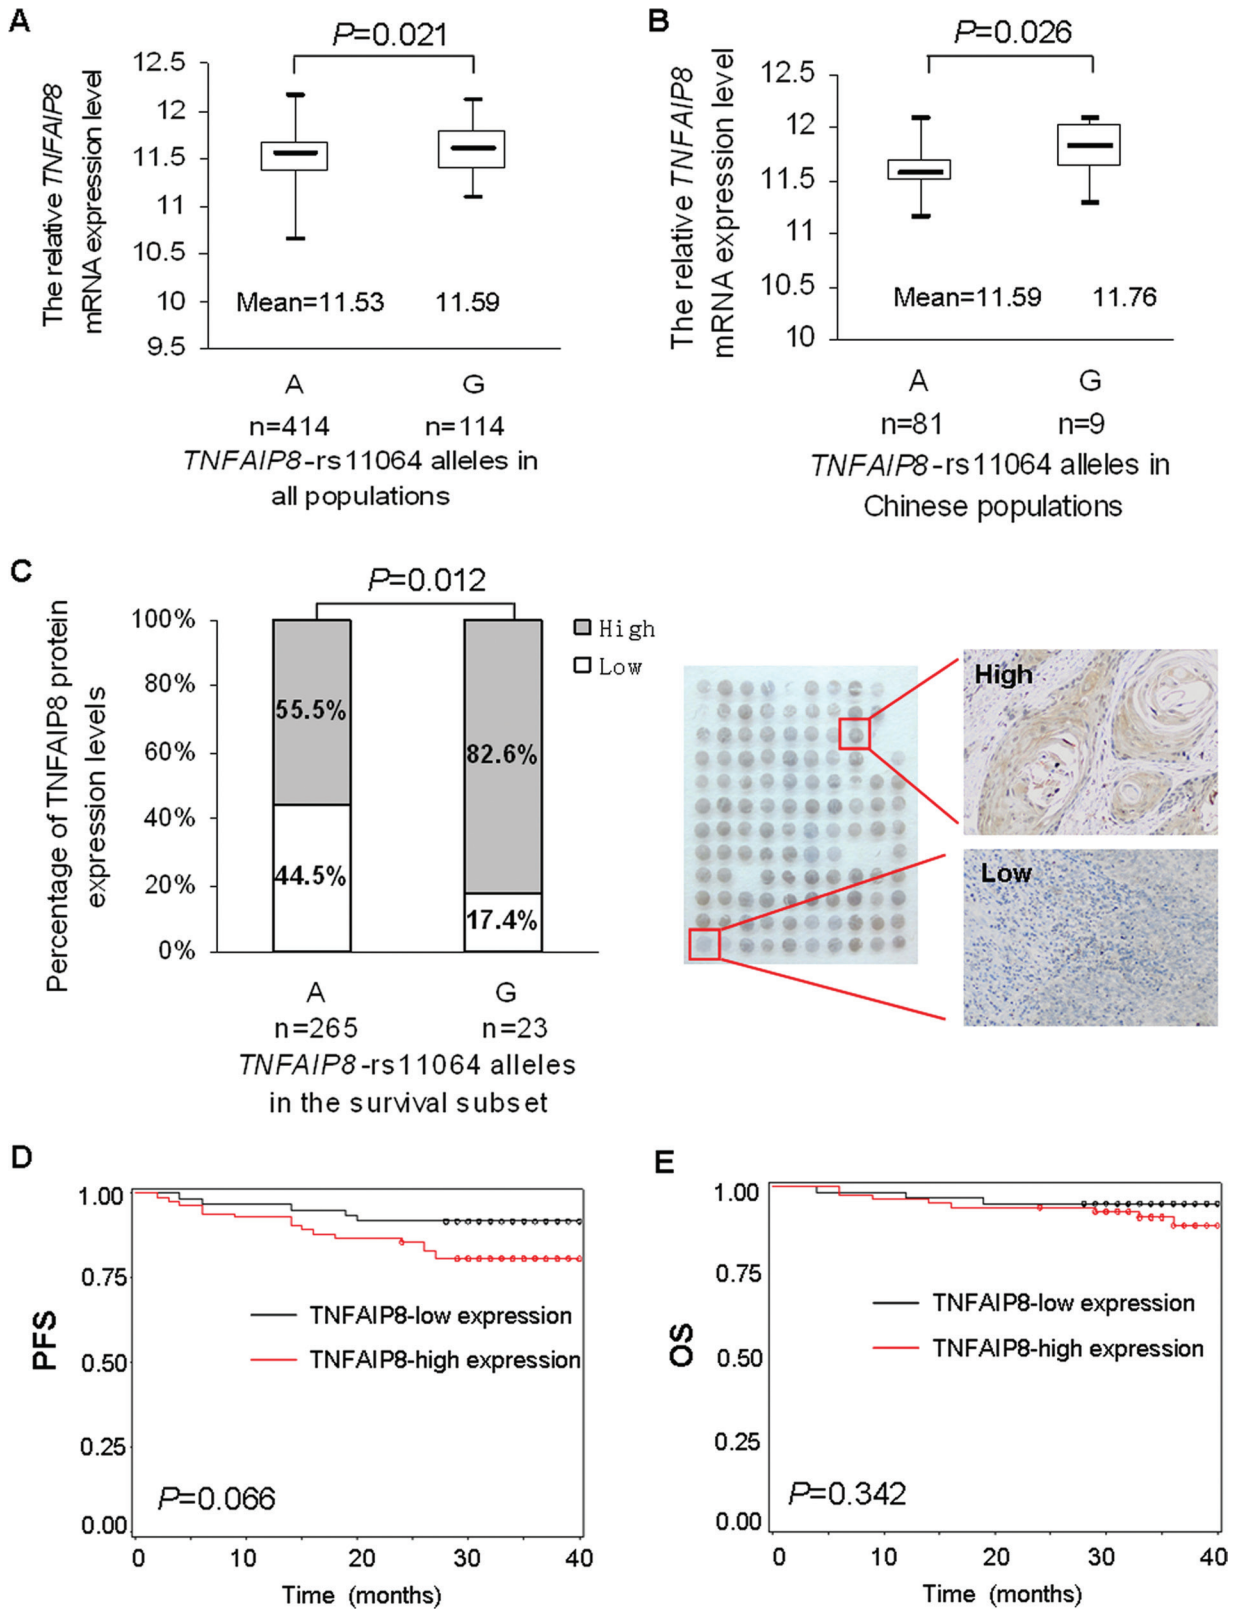 A
P=0.021
The relative TNFAIP8
mRNA expression level
12.5
12
11.5
11
10.5
10
9.5
Mean=11.53 11.59
A G
n=414 n=114
TNFAIP8-rs11064 alleles in
all populations
B
P=0.026
The relative TNFAIP8
mRNA expression level
12.5
12
11.5
11
10.5
10
Mean=11.59 11.76
A G
n=81 n=9
TNFAIP8-rs11064 alleles in
Chinese populations
C
P=0.012
Percentage of TNFAIP8 protein
expression levels
100%
80%
60%
40%
20%
0%
55.5%
44.5%
82.6%
17.4%
High
Low
A G
n=265 n=23
TNFAIP8-rs11064 alleles
in the survival subset
High
Low
D
PFS
1.00
0.75
0.50
0.25
0.00
TNFAIP8-low expression
TNFAIP8-high expression
P=0.066
0 10 20 30 40
Time (months)
E
OS
1.00
0.75
0.50
0.25
0.00
TNFAIP8-low expression
TNFAIP8-high expression
P=0.342
0 10 20 30 40
Time (months)